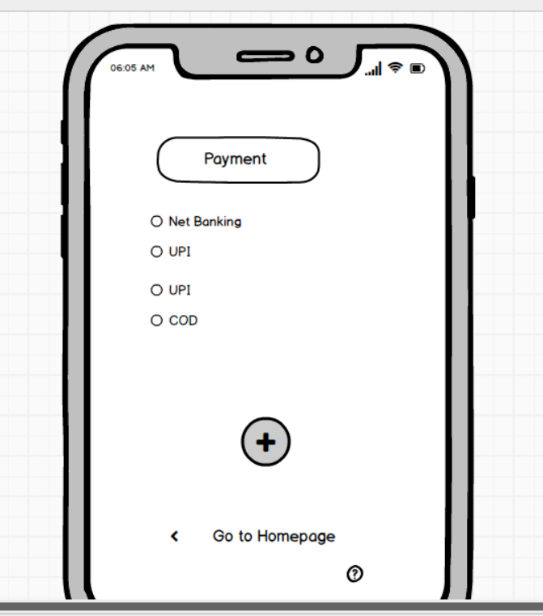 06:05 AM
Payment
Net Banking
UPI
UPI
COD
Go to Homepage
?